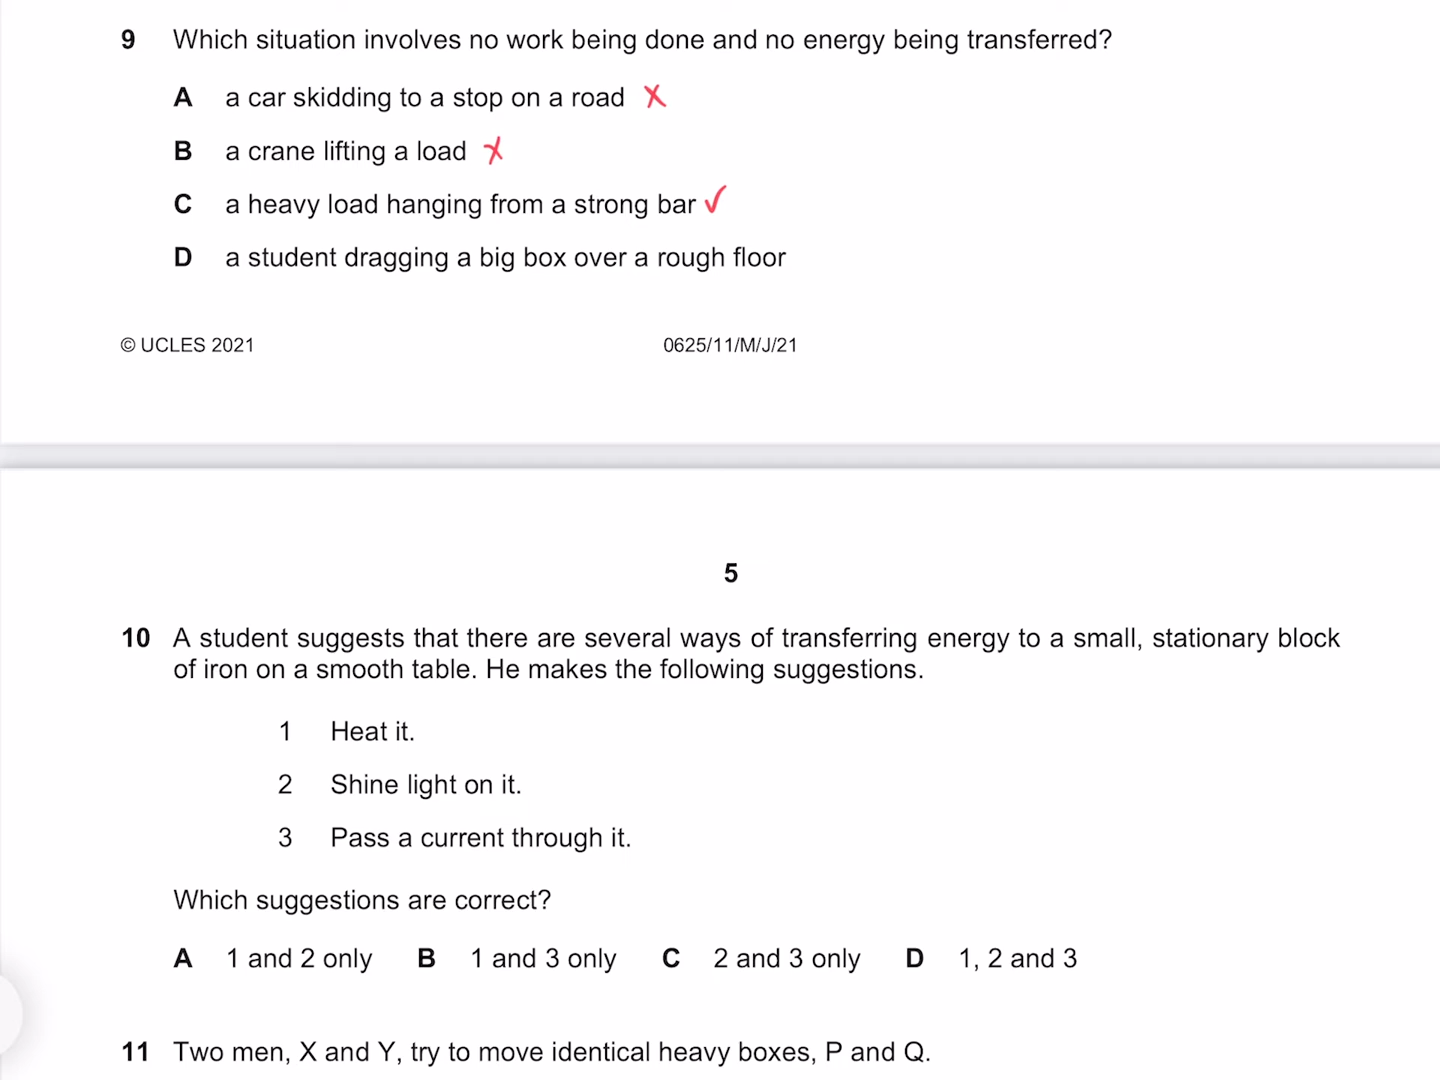 9 Which situation involves no work being done and no energy being transferred?
A a car skidding to a stop on a road ✗
B a crane lifting a load ✗
C a heavy load hanging from a strong bar ✓
D a student dragging a big box over a rough floor
© UCLES 2021 0625/11/M/J/21
5
10 A student suggests that there are several ways of transferring energy to a small, stationary block
of iron on a smooth table. He makes the following suggestions.
1 Heat it.
2 Shine light on it.
3 Pass a current through it.
Which suggestions are correct?
A 1 and 2 only B 1 and 3 only C 2 and 3 only D 1, 2 and 3
11 Two men, X and Y, try to move identical heavy boxes, P and Q.